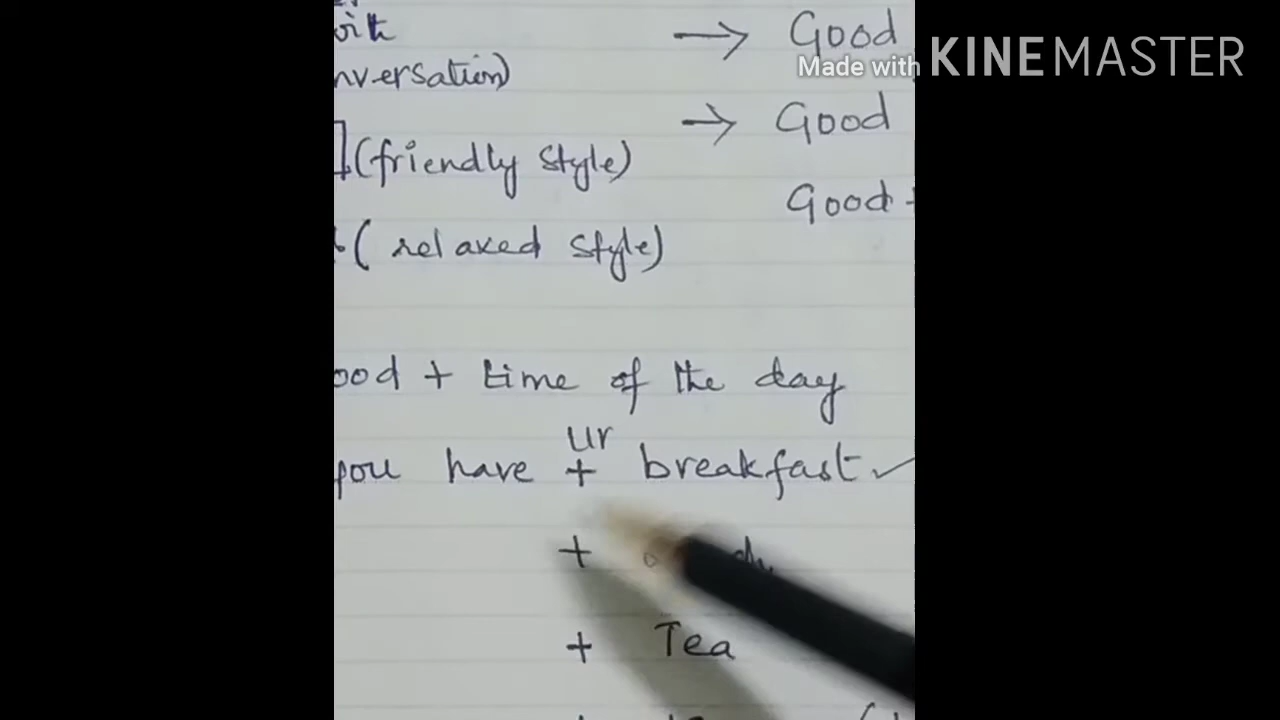 with
→ Good
Made with KINEMASTER
nversation)
→ Good
(friendly style)
Good +
(relaxed style)
ood + time of the day
ur
you have + breakfast ✓
+
+ Tea